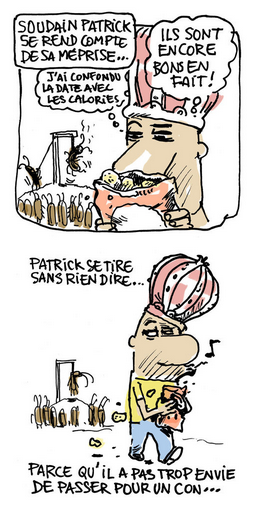 SOUDAIN PATRICK
SE REND COMPTE
DE SA MÉPRISE...
ILS SONT
ENCORE
BONS EN
FAIT!
J'AI CONFONDU
LA DATE AVEC
LES CALORIES,
PATRICK SE TIRE
SANS RIEN DIRE...
PARCE QU'IL A PAS TROP ENVIE
DE PASSER POUR UN CON...